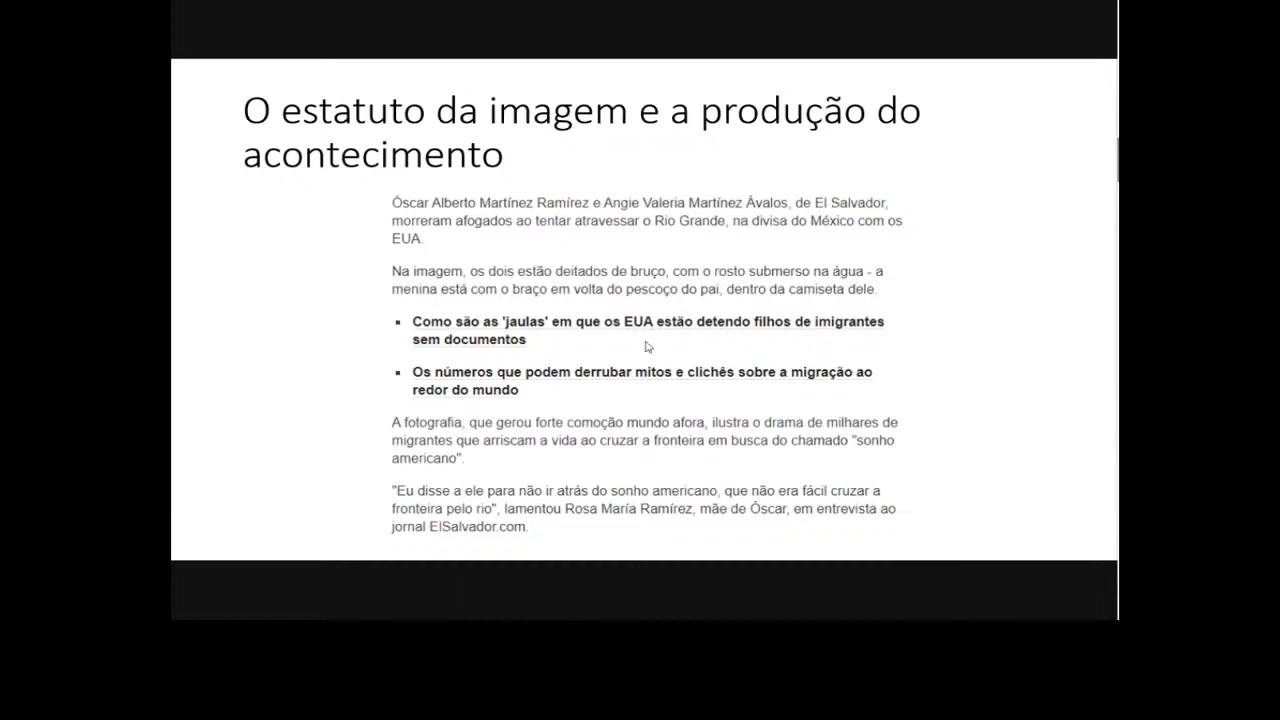 O estatuto da imagem e a produção do
acontecimento
Óscar Alberto Martínez Ramírez e Angie Valeria Martínez Ávalos, de El Salvador,
morreram afogados ao tentar atravessar o Rio Grande, na divisa do México com os
EUA.
Na imagem, os dois estão deitados de bruço, com o rosto submerso na água - a
menina está com o braço em volta do pescoço do pai, dentro da camiseta dele.
▪ Como são as 'jaulas' em que os EUA estão detendo filhos de imigrantes
sem documentos
▪ Os números que podem derrubar mitos e clichês sobre a migração ao
redor do mundo
A fotografia, que gerou forte comoção mundo afora, ilustra o drama de milhares de
migrantes que arriscam a vida ao cruzar a fronteira em busca do chamado "sonho
americano".
"Eu disse a ele para não ir atrás do sonho americano, que não era fácil cruzar a
fronteira pelo rio", lamentou Rosa María Ramírez, mãe de Óscar, em entrevista ao
jornal ElSalvador.com.